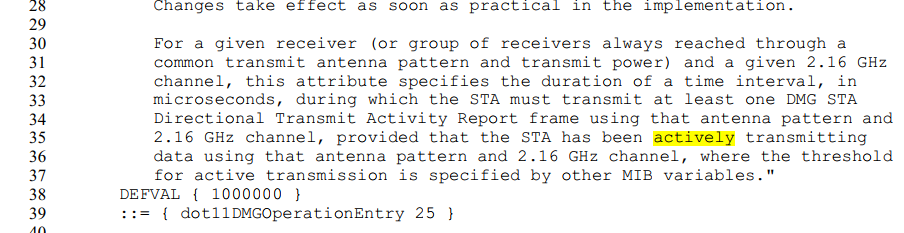 28 Changes take effect as soon as practical in the implementation.
29
30 For a given receiver (or group of receivers always reached through a
31 common transmit antenna pattern and transmit power) and a given 2.16 GHz
32 channel, this attribute specifies the duration of a time interval, in
33 microseconds, during which the STA must transmit at least one DMG STA
34 Directional Transmit Activity Report frame using that antenna pattern and
35 2.16 GHz channel, provided that the STA has been actively transmitting
36 data using that antenna pattern and 2.16 GHz channel, where the threshold
37 for active transmission is specified by other MIB variables."
38 DEFVAL { 1000000 }
39 ::= { dot11DMGOperationEntry 25 }
40